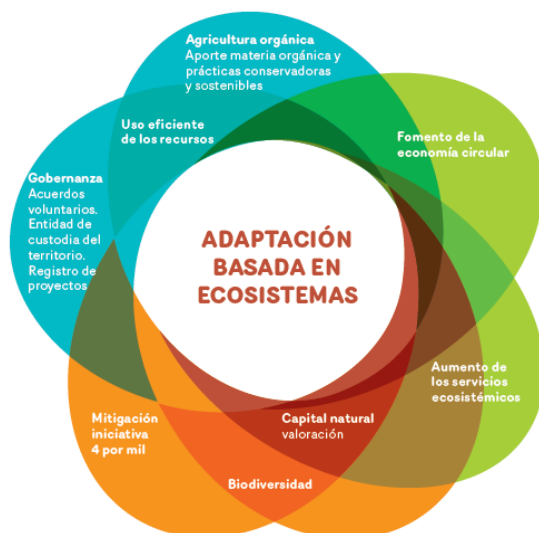 Agricultura orgánica
Aporte materia orgánica y
prácticas conservadoras
y sostenibles
Uso eficiente
de los recursos
Fomento de la
economía circular
Gobernanza
Acuerdos
voluntarios.
Entidad de
custodia del
territorio.
Registro de
proyectos
ADAPTACIÓN
BASADA EN
ECOSISTEMAS
Aumento de
los servicios
ecosistémicos
Mitigación
iniciativa
4 por mil
Capital natural
valoración
Biodiversidad